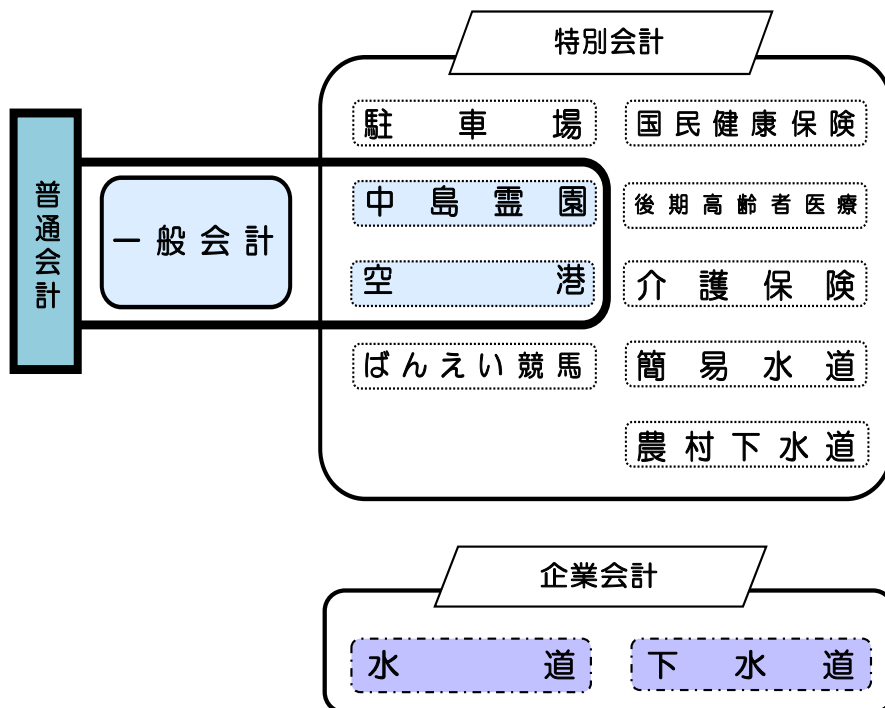 特別会計
駐車場
国民健康保険
普通会計
一般会計
中島霊園
後期高齢者医療
空港
介護保険
ばんえい競馬
簡易水道
農村下水道
企業会計
水道
下水道